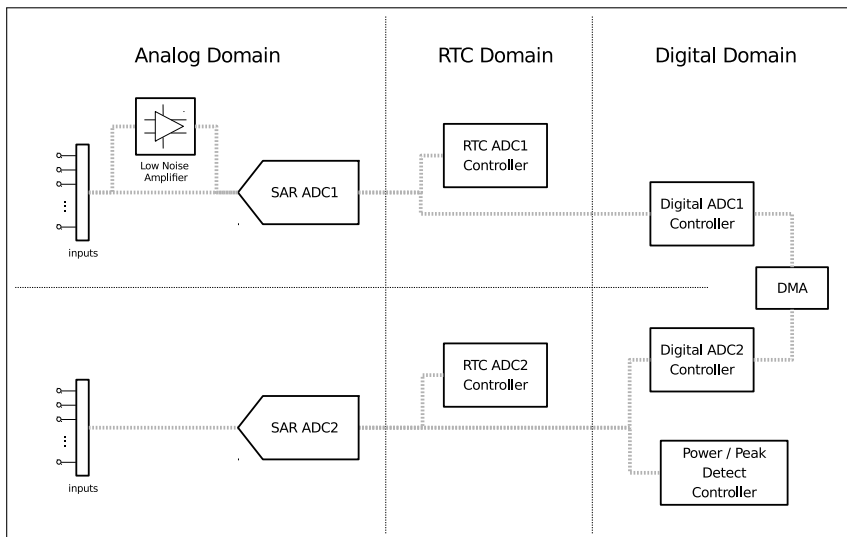 Analog Domain
RTC Domain
Digital Domain
Low Noise
Amplifier
RTC ADC1
Controller
SAR ADC1
Digital ADC1
Controller
inputs
DMA
RTC ADC2
Controller
Digital ADC2
Controller
SAR ADC2
Power / Peak
Detect
Controller
inputs